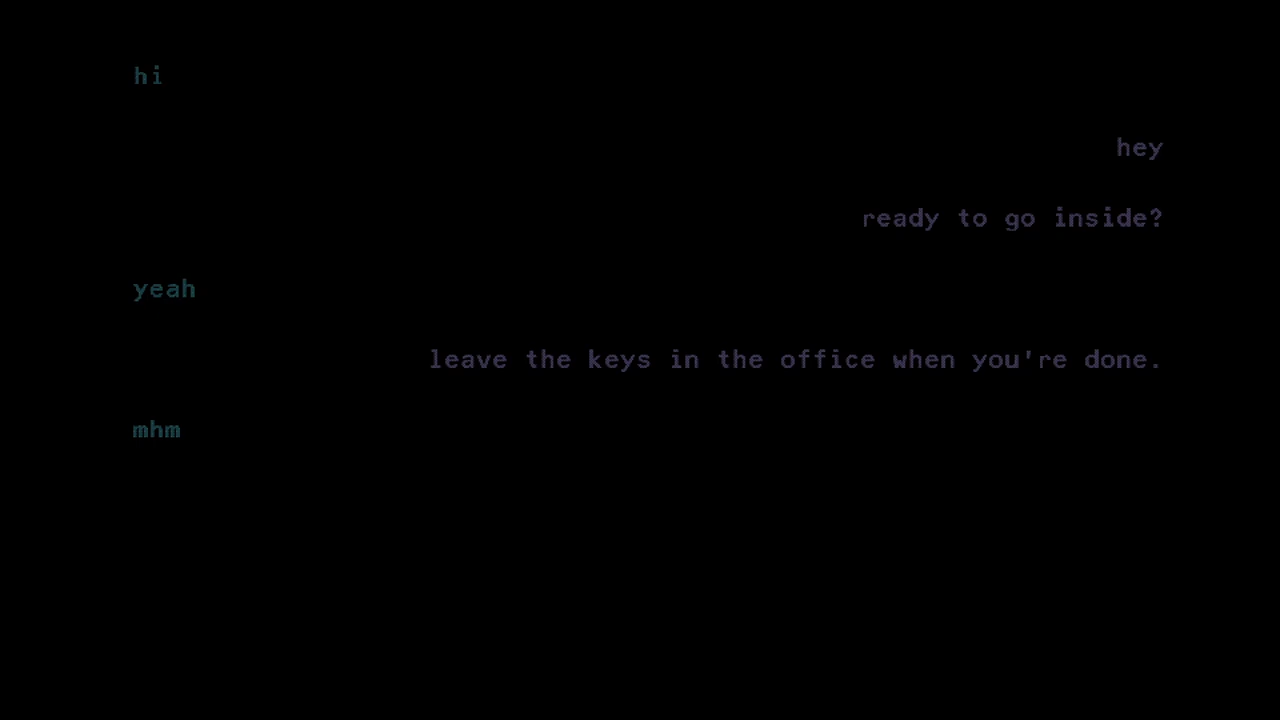 hi
hey
ready to go inside?
yeah
leave the keys in the office when you're done.
mhm